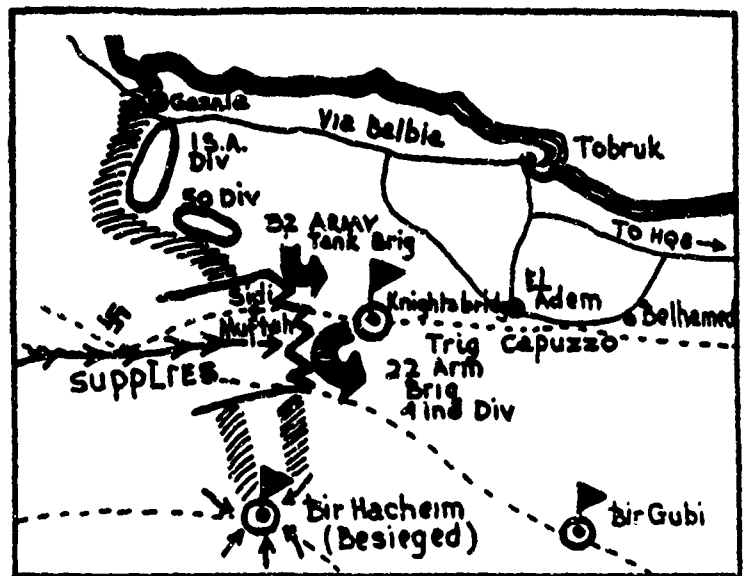 Gazala
Via Balbia
Tobruk
1 S.A.
Div
50 Div
32 ARMY
Tank Brig
TO HQ8
Sidi
Muftah
Knightsbridge
EL
Adem
Belhamed
Trig Capuzzo
SUPPLIES
22 Arm
Brig
4 ind Div
Bir Hacheim
(Besieged)
Bir Gubi